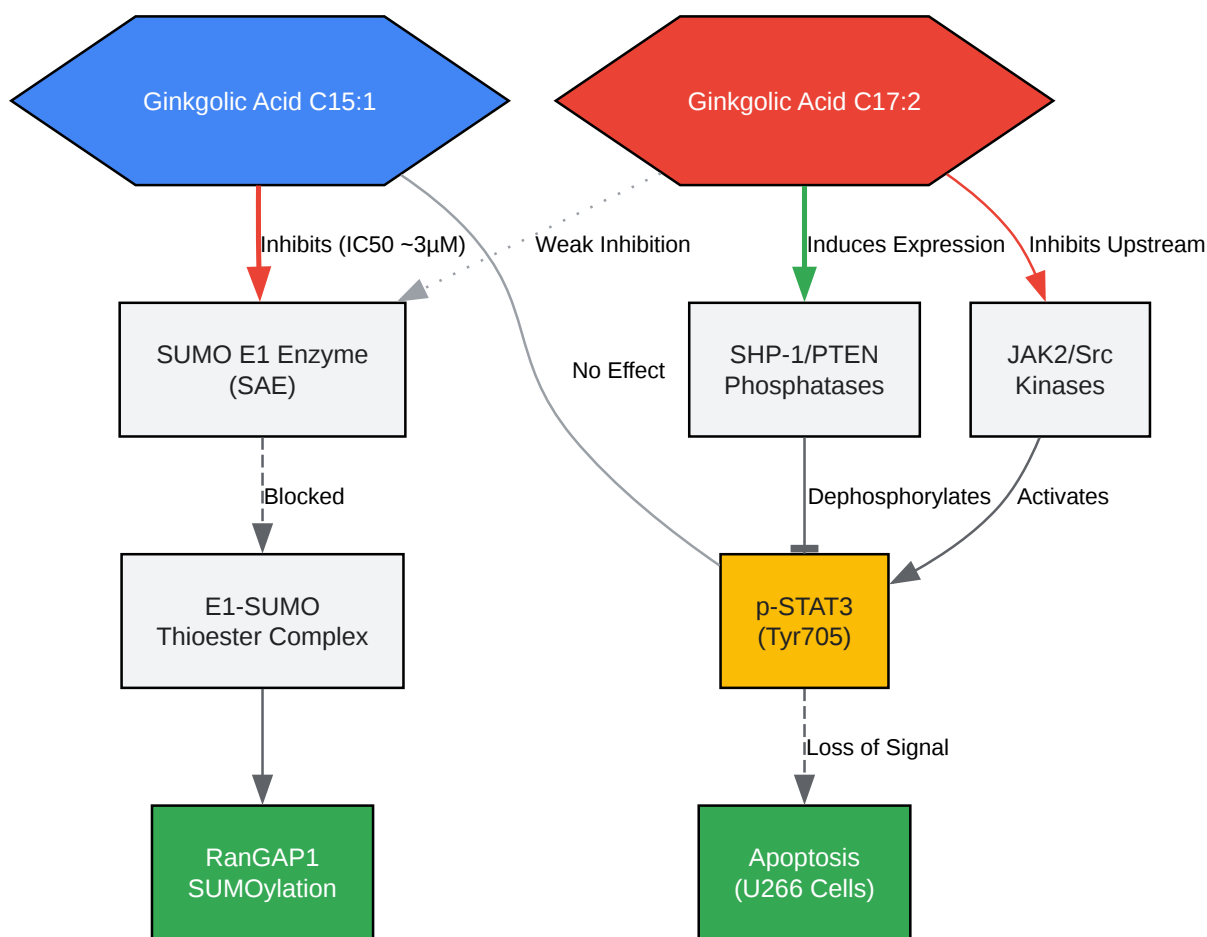 Ginkgolic Acid C15:1
Ginkgolic Acid C17:2
Inhibits (IC50 ~3µM)
Weak Inhibition
Induces Expression
Inhibits Upstream
SUMO E1 Enzyme
(SAE)
No Effect
SHP-1/PTEN
Phosphatases
JAK2/Src
Kinases
Blocked
Dephosphorylates
Activates
E1-SUMO
Thioester Complex
p-STAT3
(Tyr705)
Loss of Signal
RanGAP1
SUMOylation
Apoptosis
(U266 Cells)